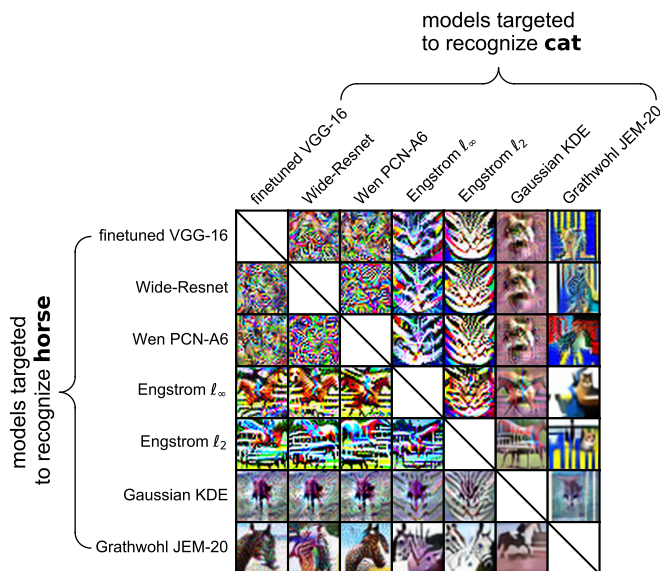 models targeted
to recognize cat
finetuned VGG-16
Wide-Resnet
Wen PCN-A6
Engstrom ℓ∞
Engstrom ℓ2
Gaussian KDE
Grathwohl JEM-20
models targeted
to recognize horse
finetuned VGG-16
Wide-Resnet
Wen PCN-A6
Engstrom ℓ∞
Engstrom ℓ2
Gaussian KDE
Grathwohl JEM-20